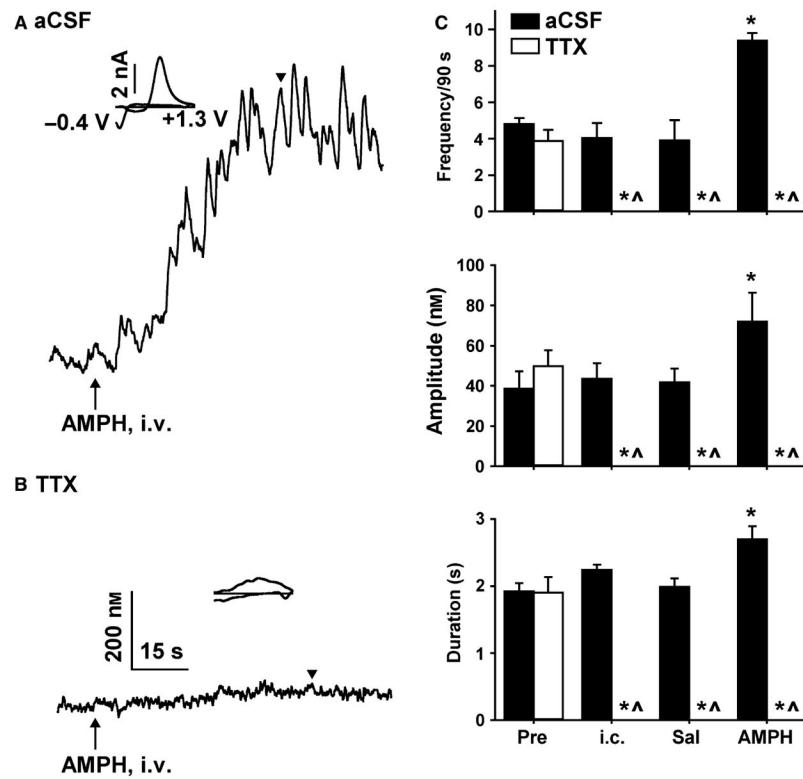 A aCSF
2 nA
−0.4 V
+1.3 V
AMPH, i.v.
B TTX
200 nM
15 s
AMPH, i.v.
C
aCSF
TTX
*
Frequency/90 s
10
8
6
4
2
0
*^ *^ *^
Amplitude (nM)
100
80
60
40
20
0
*
*^ *^ *^
Duration (s)
3
2
1
0
*
*^ *^ *^
Pre i.c. Sal AMPH